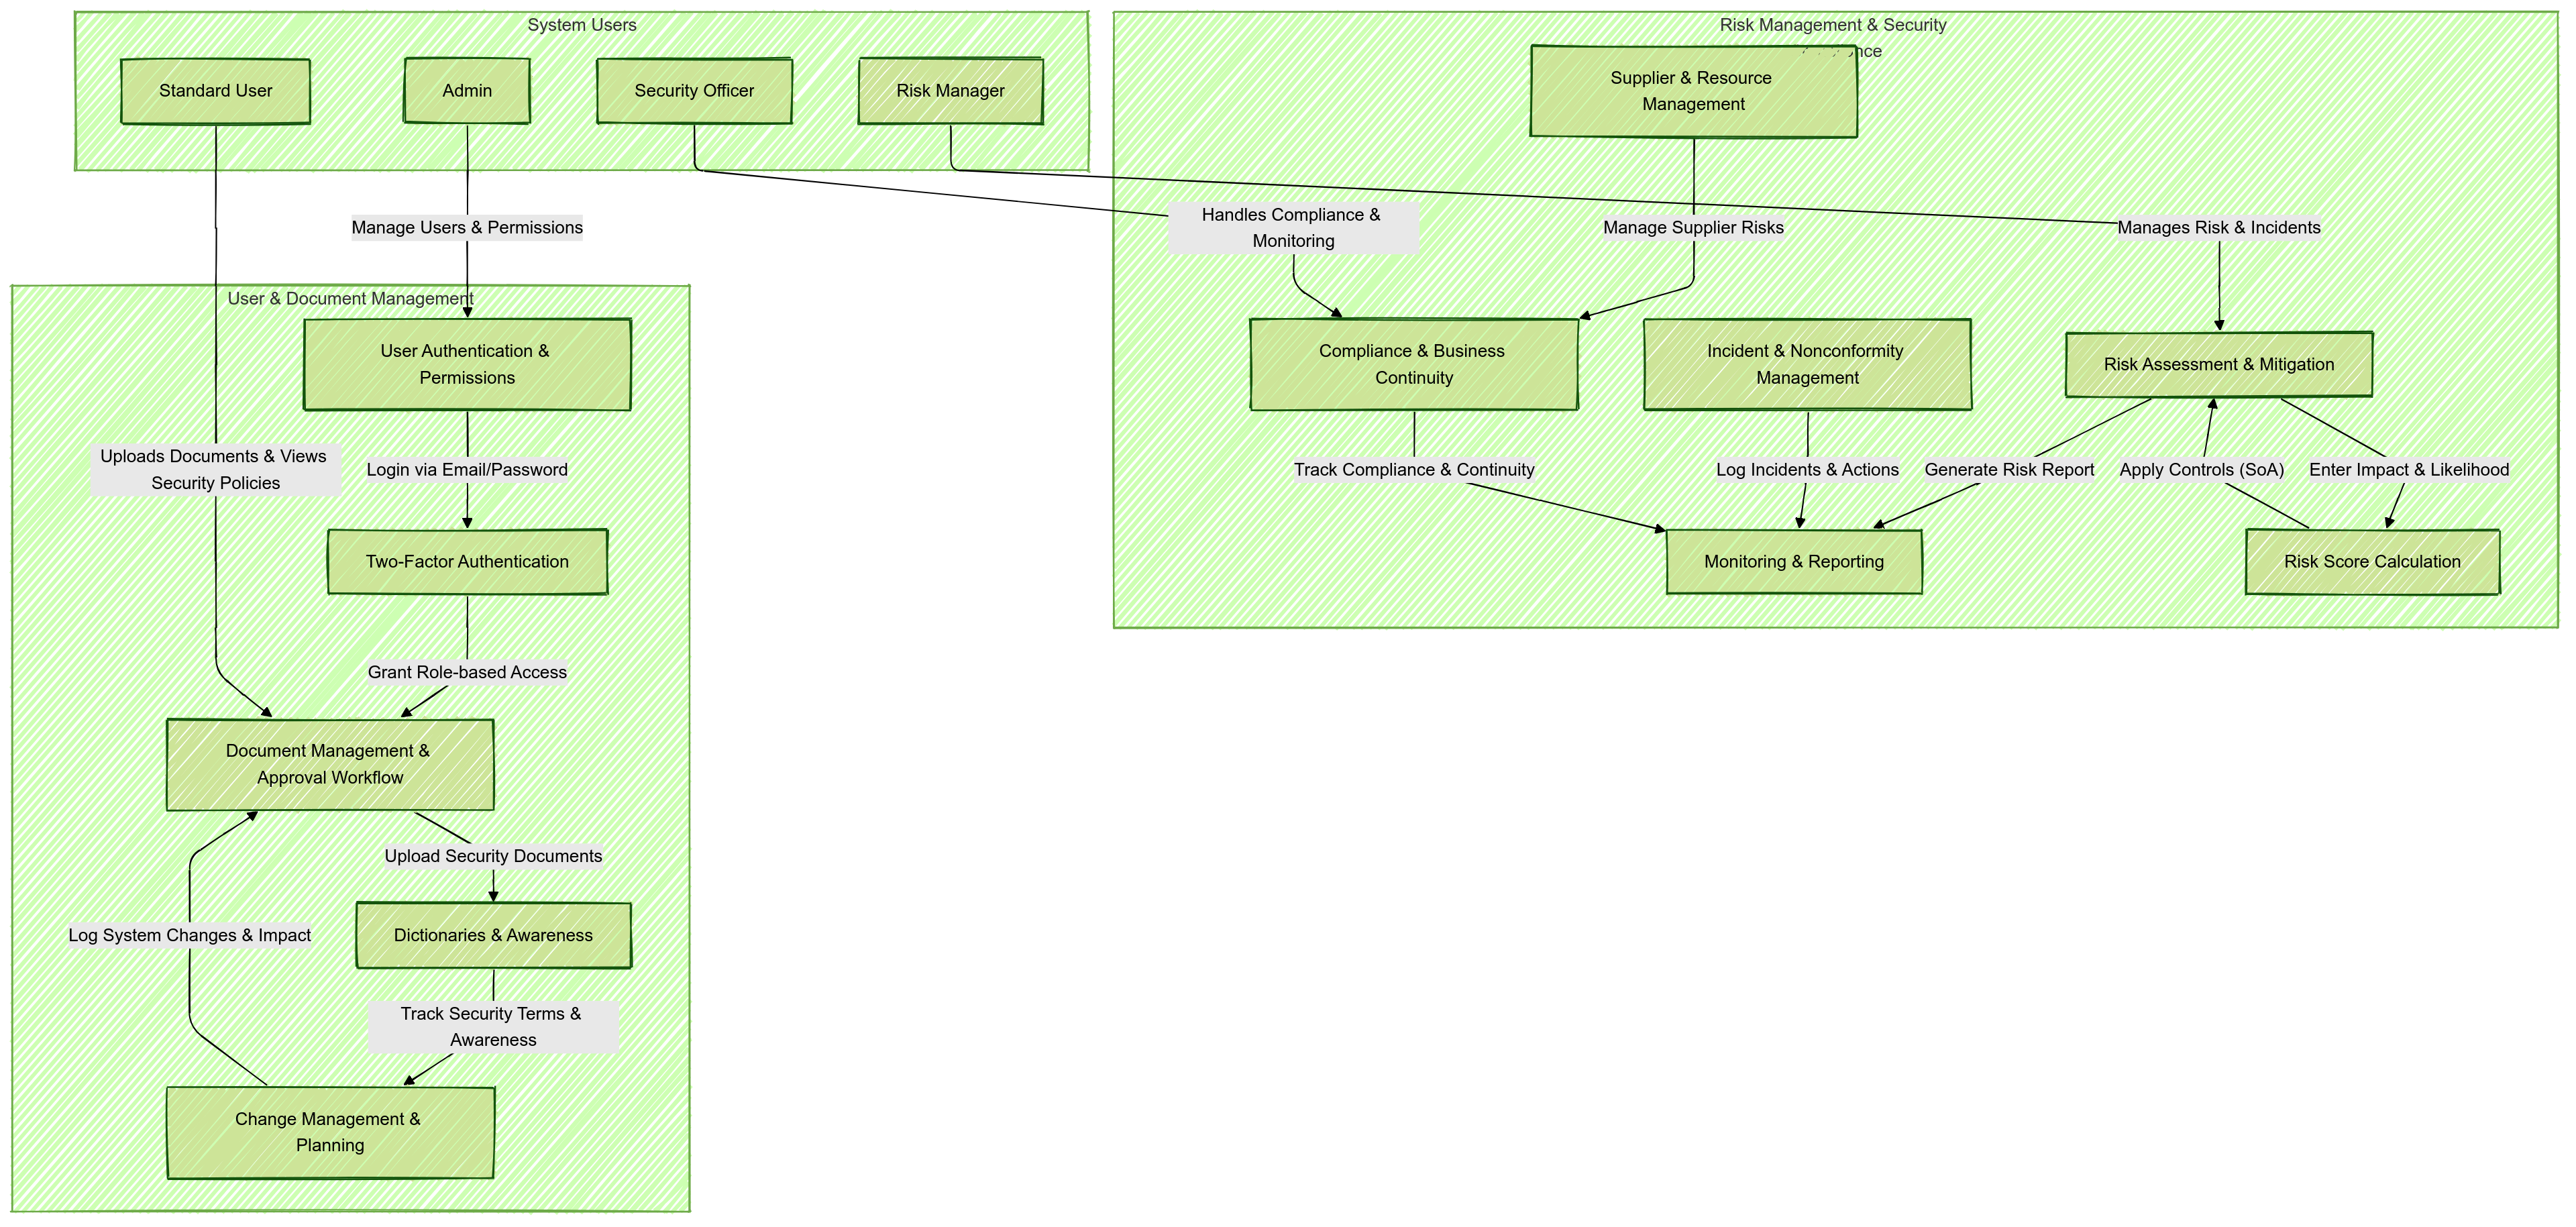 System Users
Standard User
Admin
Security Officer
Risk Manager
Risk Management & Security
Supplier & Resource
Management
Manage Users & Permissions
Handles Compliance &
Monitoring
Manage Supplier Risks
Manages Risk & Incidents
User & Document Management
User Authentication &
Permissions
Compliance & Business
Continuity
Incident & Nonconformity
Management
Risk Assessment & Mitigation
Uploads Documents & Views
Security Policies
Login via Email/Password
Track Compliance & Continuity
Log Incidents & Actions
Generate Risk Report
Apply Controls (SoA)
Enter Impact & Likelihood
Two-Factor Authentication
Monitoring & Reporting
Risk Score Calculation
Grant Role-based Access
Document Management &
Approval Workflow
Upload Security Documents
Log System Changes & Impact
Dictionaries & Awareness
Track Security Terms &
Awareness
Change Management &
Planning